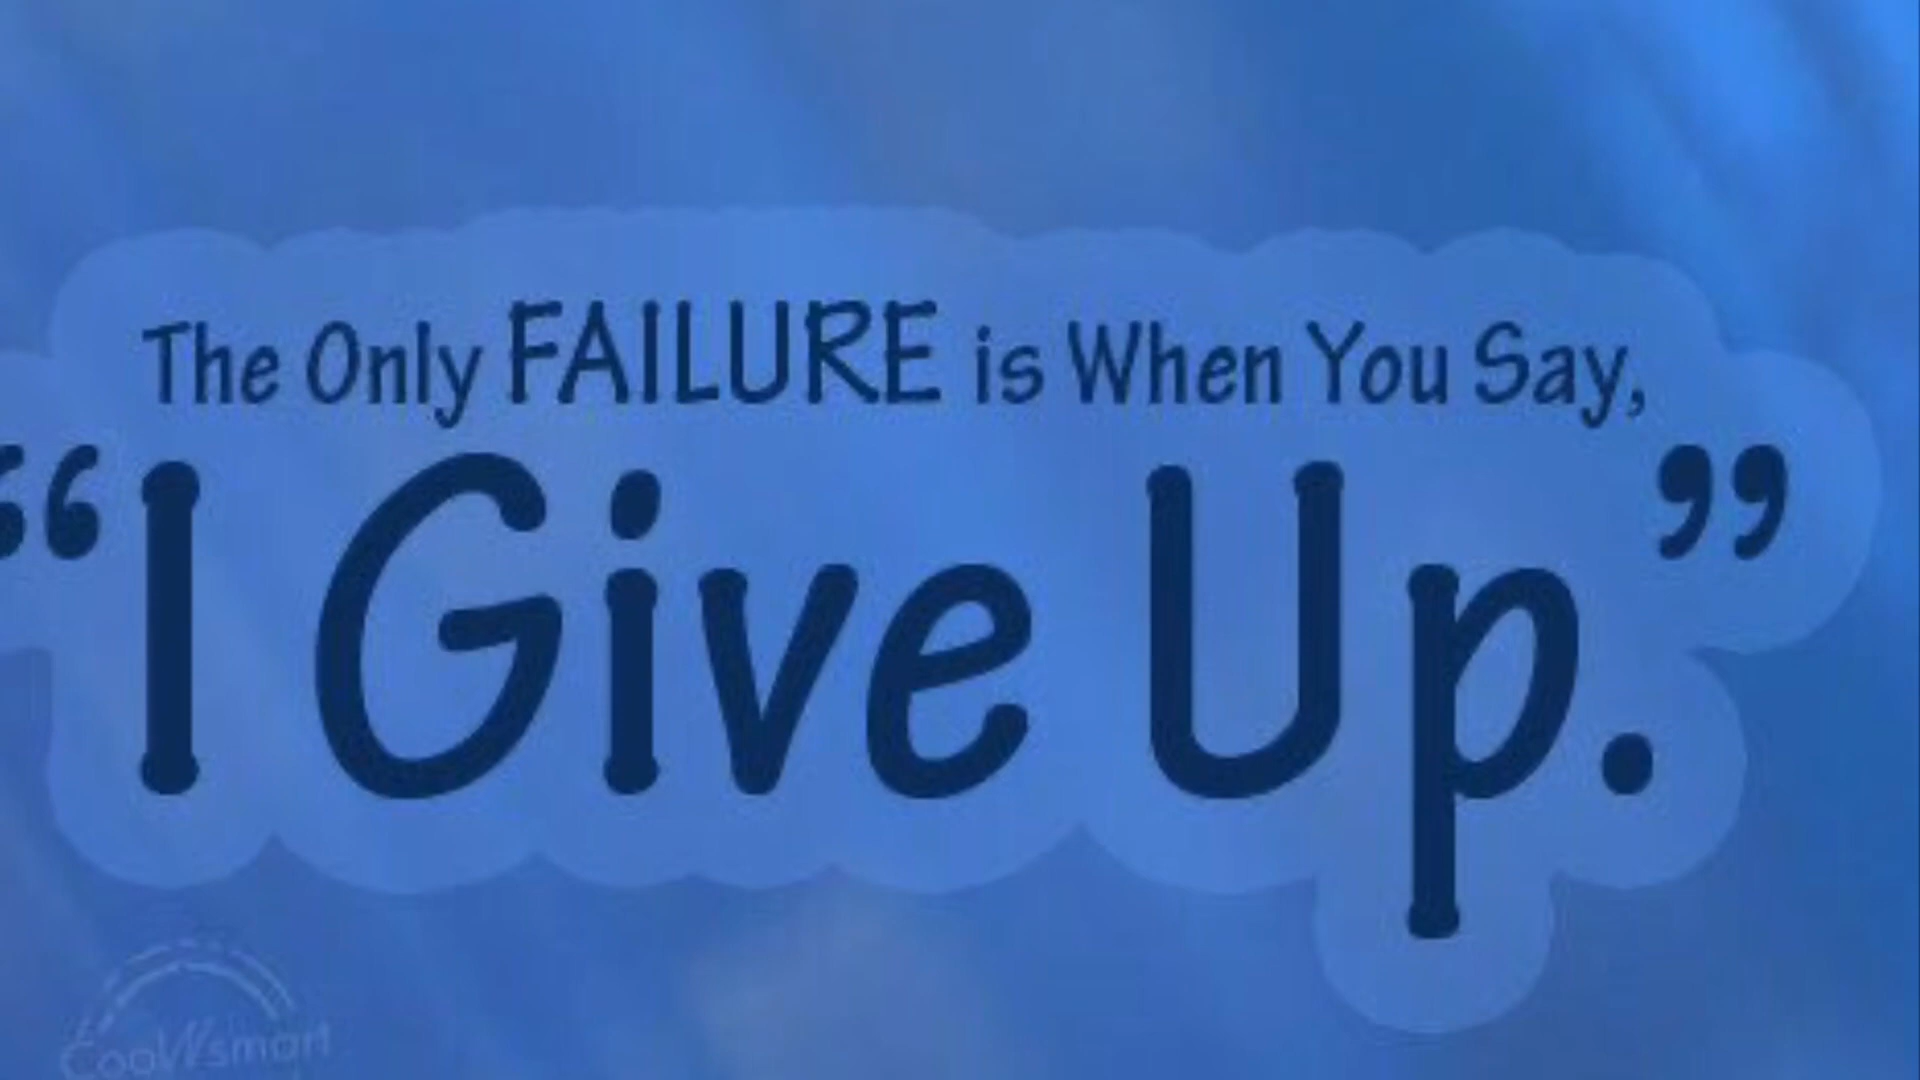 The Only FAILURE is When You Say,
“I Give Up.”